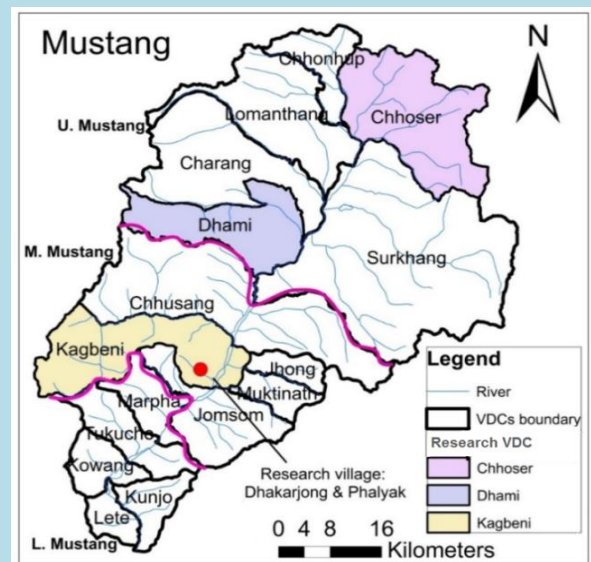 Mustang
N
Chhonhup
Lomanthang
Chhoser
U. Mustang
Charang
Dhami
Surkhang
M. Mustang
Chhusang
Kagbeni
Jhong
Muktinath
Marpha
Jomsom
Tukuche
Kowang
Kunjo
Lete
L. Mustang
Research village:
Dhakarjong & Phalyak
0 4 8 16
Kilometers
Legend
River
VDCs boundary
Research VDC
Chhoser
Dhami
Kagbeni